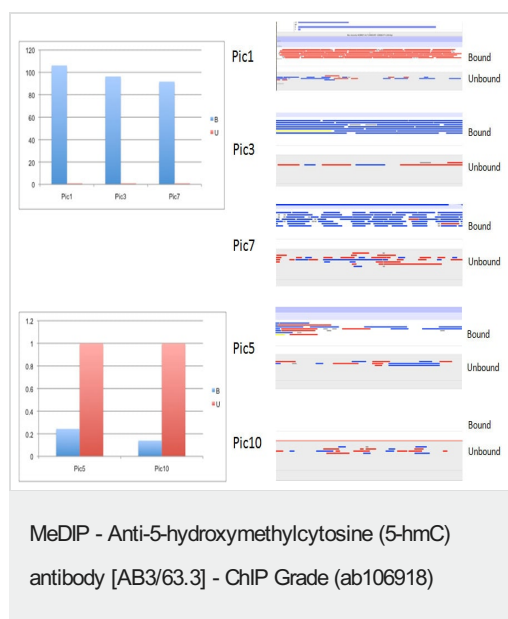 120
100
80
60
40
20
0
Pic1 Pic3 Pic7
B
U
Pic1
Bound
Unbound
Pic3
Bound
Unbound
Pic7
Bound
Unbound
1.2
1
0.8
0.6
0.4
0.2
0
Pic5 Pic10
B
U
Pic5
Bound
Unbound
Pic10
Bound
Unbound
MeDIP - Anti-5-hydroxymethylcytosine (5-hmC)
antibody [AB3/63.3] - ChIP Grade (ab106918)